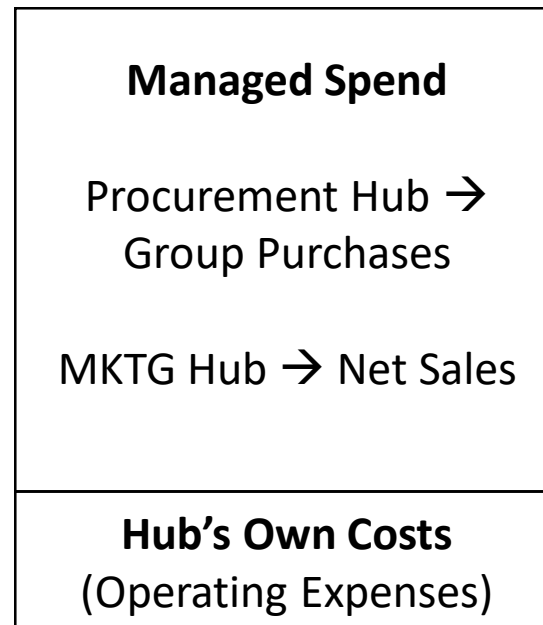 Managed Spend
Procurement Hub →
Group Purchases
MKTG Hub → Net Sales
Hub’s Own Costs
(Operating Expenses)